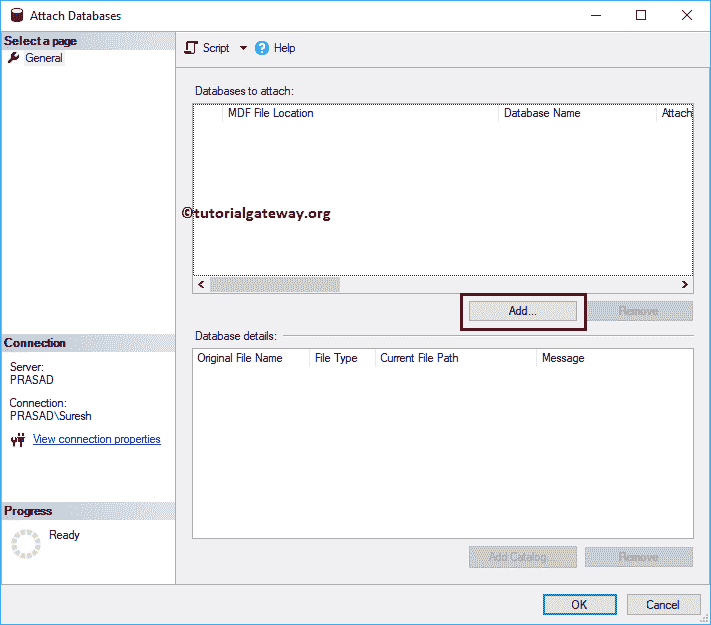 Attach Databases
Select a page
General
Script
Help
Databases to attach:
MDF File Location Database Name Attach
©tutorialgateway.org
Add... Remove
Database details:
Original File Name File Type Current File Path Message
Connection
Server:
PRASAD
Connection:
PRASAD\Suresh
View connection properties
Progress
Ready
Add Catalog... Remove
OK Cancel